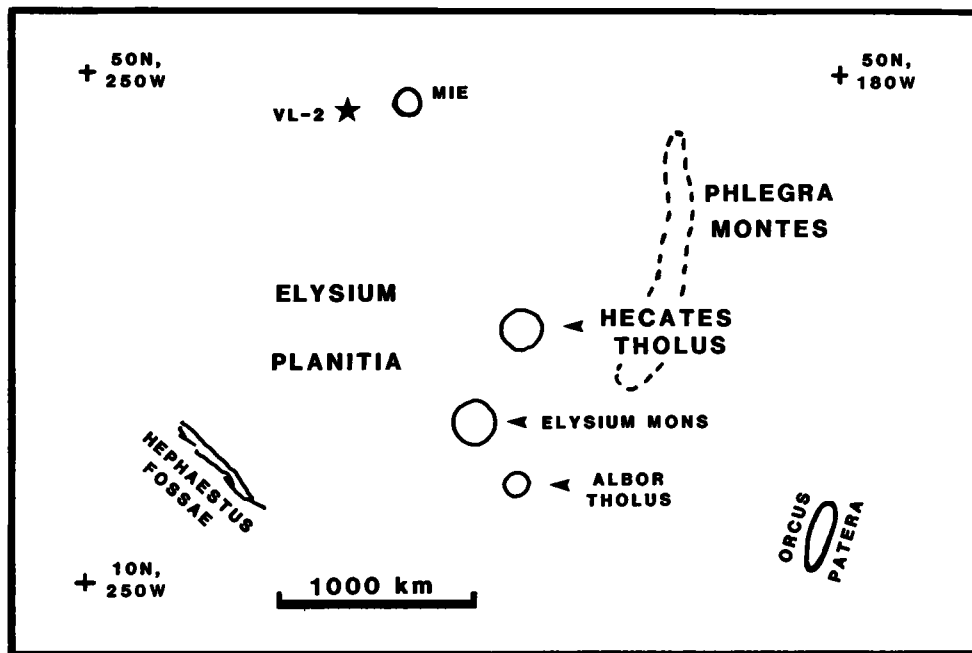 50N,
250W
50N,
180W
VL-2
MIE
PHLEGRA
MONTES
ELYSIUM
HECATES
THOLUS
PLANITIA
ELYSIUM MONS
HEPHAESTUS
FOSSAE
ALBOR
THOLUS
ORCUS
PATERA
10N,
250W
1000 km